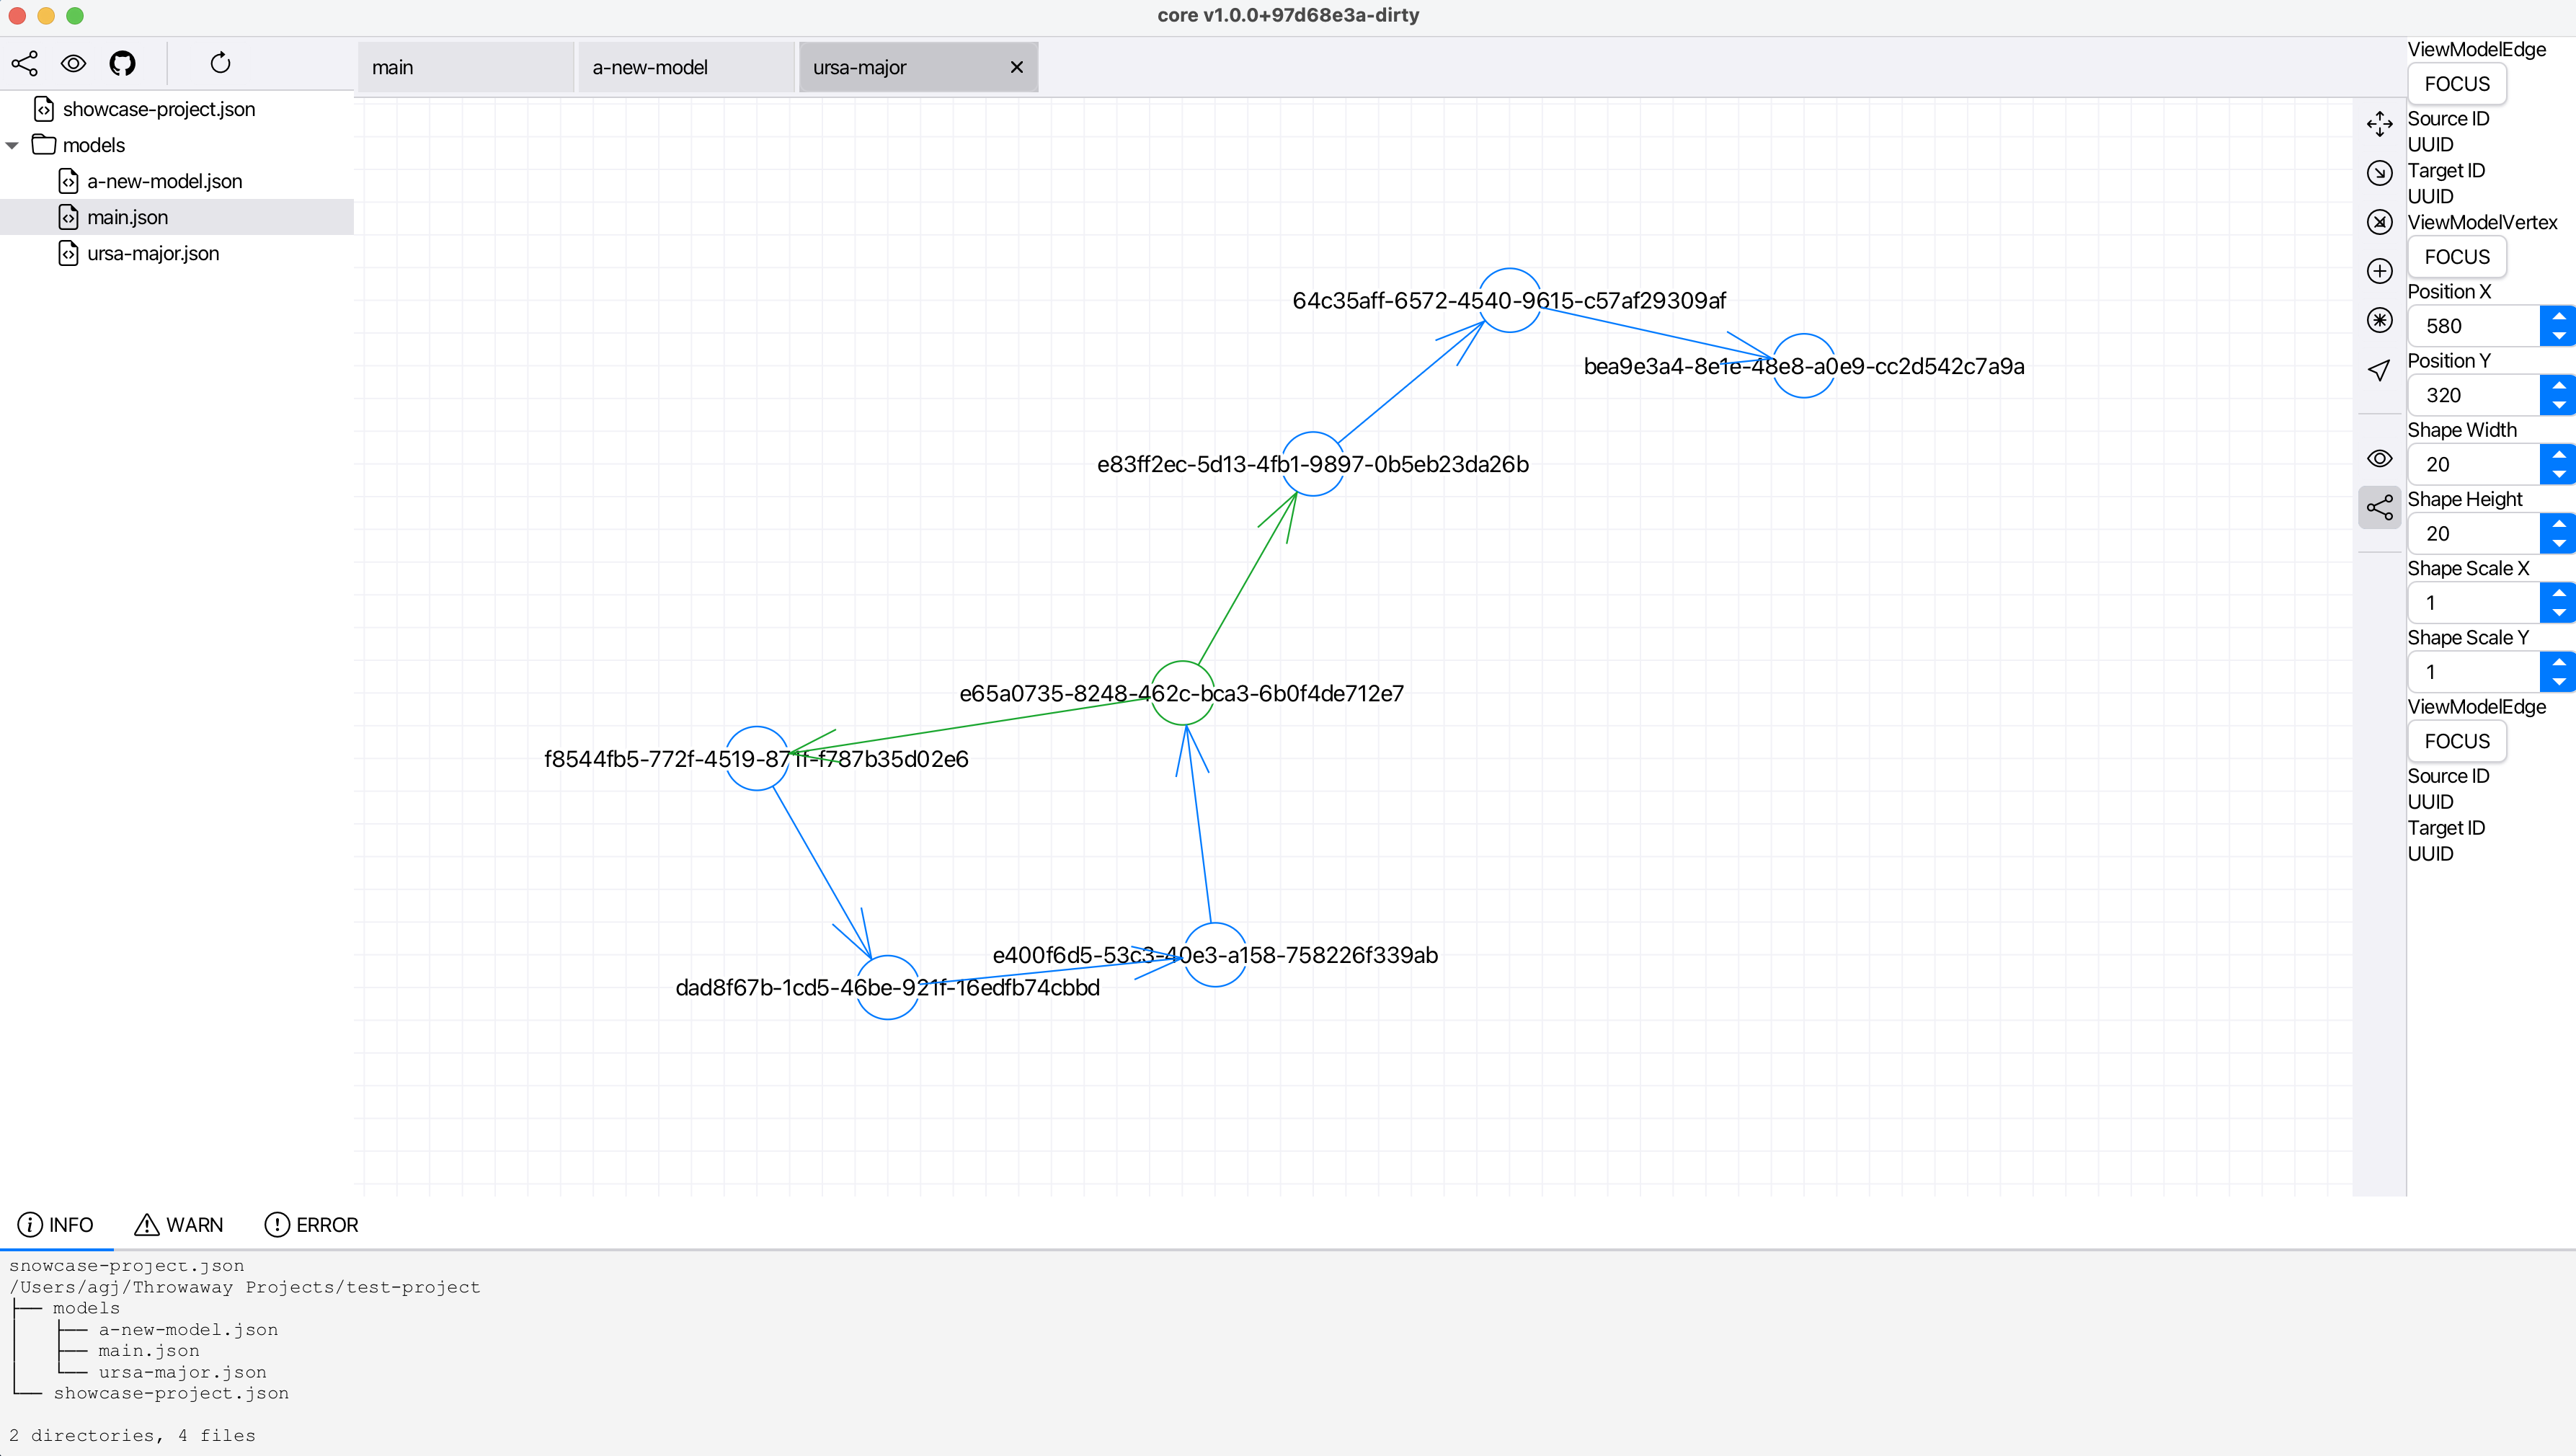 core v1.0.0+97d68e3a-dirty
main
a-new-model
ursa-major
showcase-project.json
models
a-new-model.json
main.json
ursa-major.json
64c35aff-6572-4540-9615-c57af29309af
bea9e3a4-8e1e-48e8-a0e9-cc2d542c7a9a
e83ff2ec-5d13-4fb1-9897-0b5eb23da26b
e65a0735-8248-462c-bca3-6b0f4de712e7
f8544fb5-772f-4519-871f-f787b35d02e6
e400f6d5-53c3-40e3-a158-758226f339ab
dad8f67b-1cd5-46be-921f-16edfb74cbbd
ViewModelEdge
FOCUS
Source ID
UUID
Target ID
UUID
ViewModelVertex
FOCUS
Position X
580
Position Y
320
Shape Width
20
Shape Height
20
Shape Scale X
1
Shape Scale Y
1
ViewModelEdge
FOCUS
Source ID
UUID
Target ID
UUID
INFO
WARN
ERROR
showcase-project.json
/Users/agj/Throwaway Projects/test-project
├── models
│   ├── a-new-model.json
│   ├── main.json
│   └── ursa-major.json
└── showcase-project.json
2 directories, 4 files